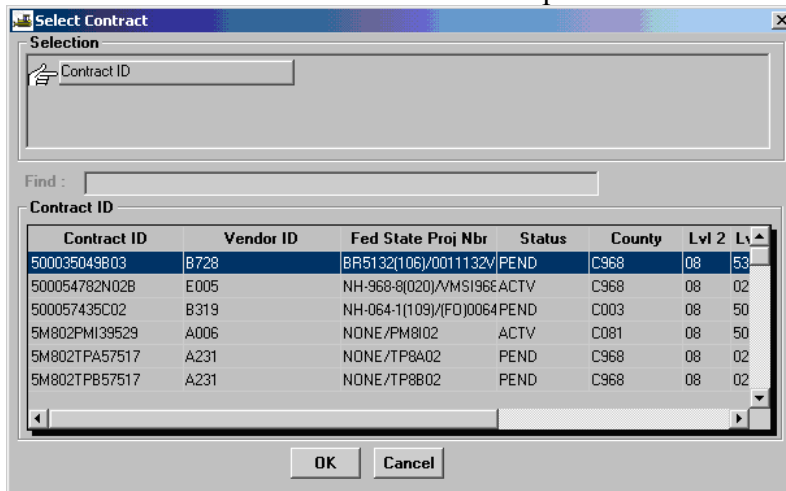 Select Contract
Selection
Contract ID
Find :
Contract ID
Contract ID Vendor ID Fed State Proj Nbr Status County Lvl 2 Lv
500035049B03 B728 BR5132(106)/0011132V PEND C968 08 53
500054782N02B E005 NH-968-8(020)/VMSI968 ACTV C968 08 02
500057435C02 B319 NH-064-1(109)/(FO)0064 PEND C003 08 50
5M802PMI39529 A006 NONE/PM8I02 ACTV C081 08 50
5M802TPA57517 A231 NONE/TP8A02 PEND C968 08 02
5M802TPB57517 A231 NONE/TP8B02 PEND C968 08 02
OK Cancel